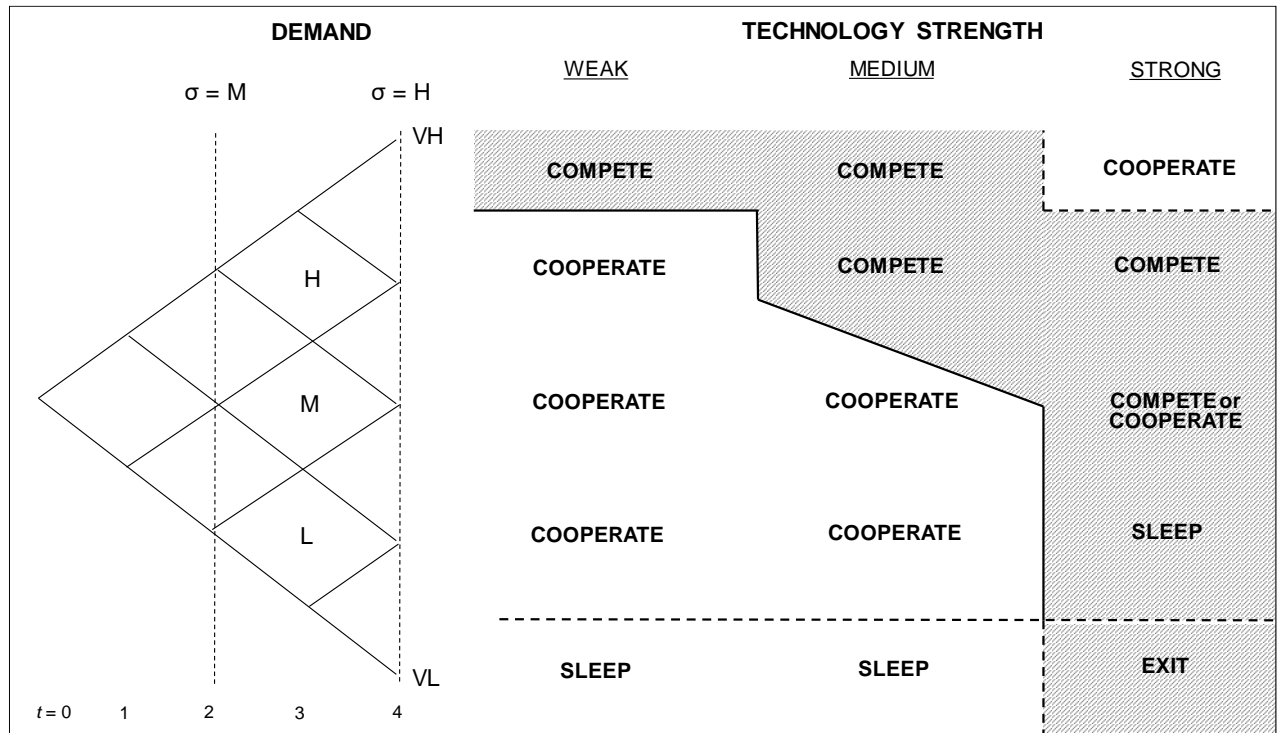 DEMAND
TECHNOLOGY STRENGTH
WEAK
MEDIUM
STRONG
σ = M
σ = H
VH
COMPETE
COMPETE
COOPERATE
H
COOPERATE
COMPETE
COMPETE
M
COOPERATE
COOPERATE
COMPETE or
COOPERATE
L
COOPERATE
COOPERATE
SLEEP
VL
SLEEP
SLEEP
EXIT
t = 0
1
2
3
4